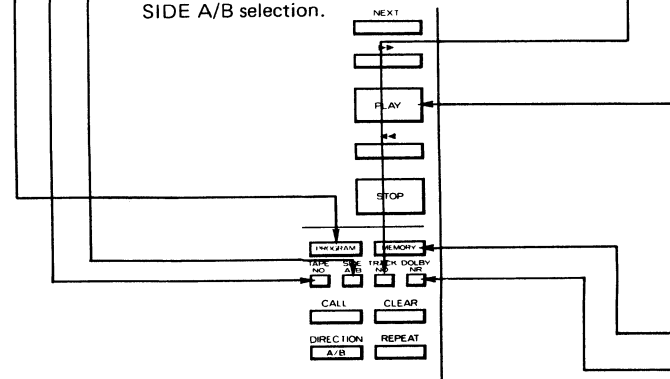 SIDE A/B selection.
NEXT
▶▶
PLAY
◀◀
STOP
PROGRAM MEMORY
TAPE NO SIDE A/B TRACK NO DOLBY NR
CALL CLEAR
DIRECTION REPEAT
A/B